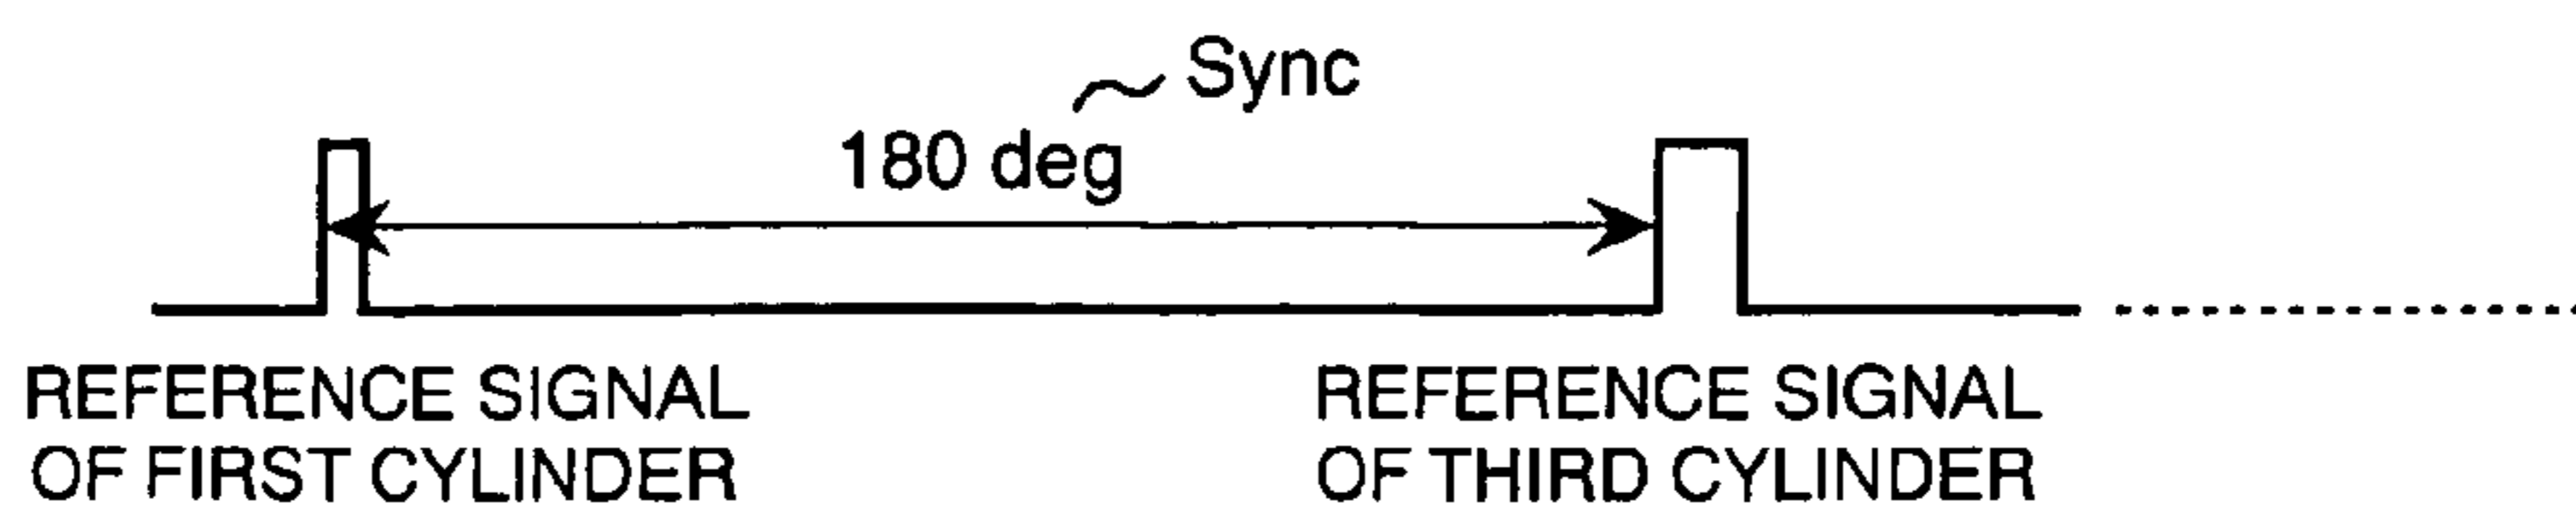 Sync
180 deg
REFERENCE SIGNAL
OF FIRST CYLINDER
REFERENCE SIGNAL
OF THIRD CYLINDER